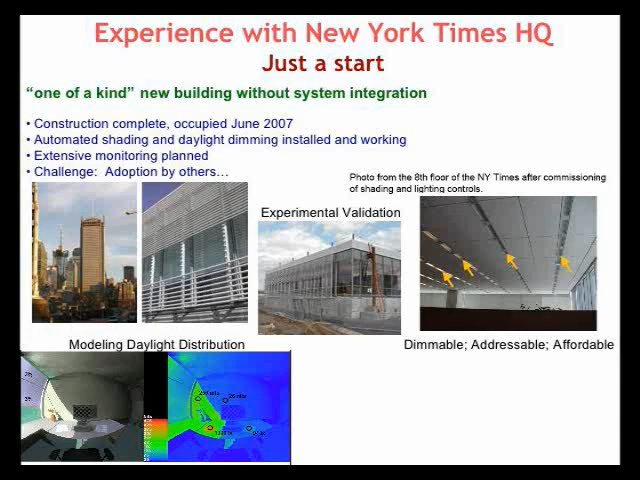 Experience with New York Times HQ
Just a start
“one of a kind” new building without system integration
• Construction complete, occupied June 2007
• Automated shading and daylight dimming installed and working
• Extensive monitoring planned
• Challenge: Adoption by others…
Photo from the 8th floor of the NY Times after commissioning
of shading and lighting controls.
Experimental Validation
Modeling Daylight Distribution
Dimmable; Addressable; Affordable